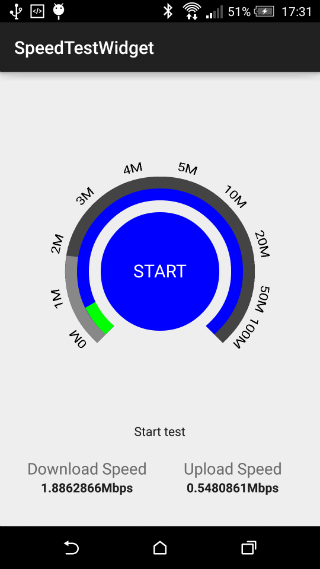 51% 17:31
SpeedTestWidget
4M 5M
3M 10M
2M 20M
1M 50M
0M 100M
START
Start test
Download Speed Upload Speed
1.8862866Mbps 0.5480861Mbps